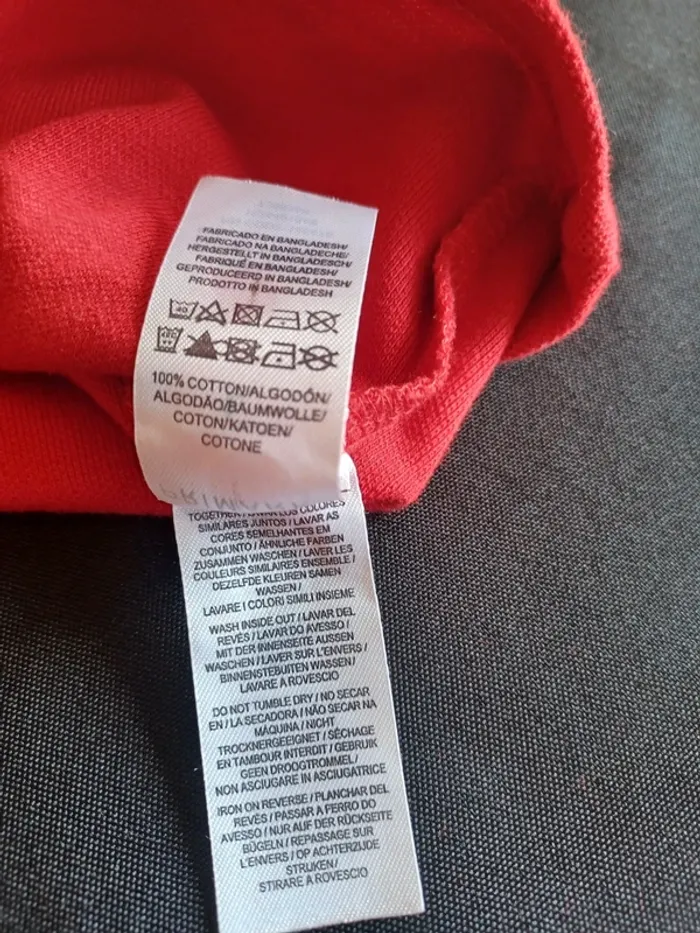 FABRICADO EN BANGLADESH/
FABRICADO NA BANGLADECHE/
HERGESTELLT IN BANGLADESCH/
FABRIQUÉ EN BANGLADESH/
GEPRODUCEERD IN BANGLADESH/
PRODOTTO IN BANGLADESH
40
100% COTTON/ALGODÓN/
ALGODÃO/BAUMWOLLE/
COTON/KATOEN/
COTONE
TOGETHER / LAVAR LOS COLORES
SIMILARES JUNTOS / LAVAR AS
CORES SEMELHANTES EM
CONJUNTO / ÄHNLICHE FARBEN
ZUSAMMEN WASCHEN / LAVER LES
COULEURS SIMILAIRES ENSEMBLE /
DEZELFDE KLEUREN SAMEN
WASSEN /
LAVARE I COLORI SIMILI INSIEME
WASH INSIDE OUT / LAVAR DEL
REVÉS / LAVAR DO AVESSO /
MIT DER INNENSEITE AUSSEN
WASCHEN / LAVER SUR L'ENVERS /
BINNENSTEBUITEN WASSEN /
LAVARE A ROVESCIO
DO NOT TUMBLE DRY / NO SECAR
EN / LA SECADORA / NÃO SECAR NA
MÁQUINA / NICHT
TROCKNERGEEIGNET / SÉCHAGE
EN TAMBOUR INTERDIT / GEBRUIK
GEEN DROOGTROMMEL /
NON ASCIUGARE IN ASCIUGATRICE
IRON ON REVERSE / PLANCHAR DEL
REVÉS / PASSAR A FERRO DO
AVESSO / NUR AUF DER RÜCKSEITE
BÜGELN / REPASSAGE SUR
L'ENVERS / OP ACHTERZIJDE
STRIJKEN /
STIRARE A ROVESCIO